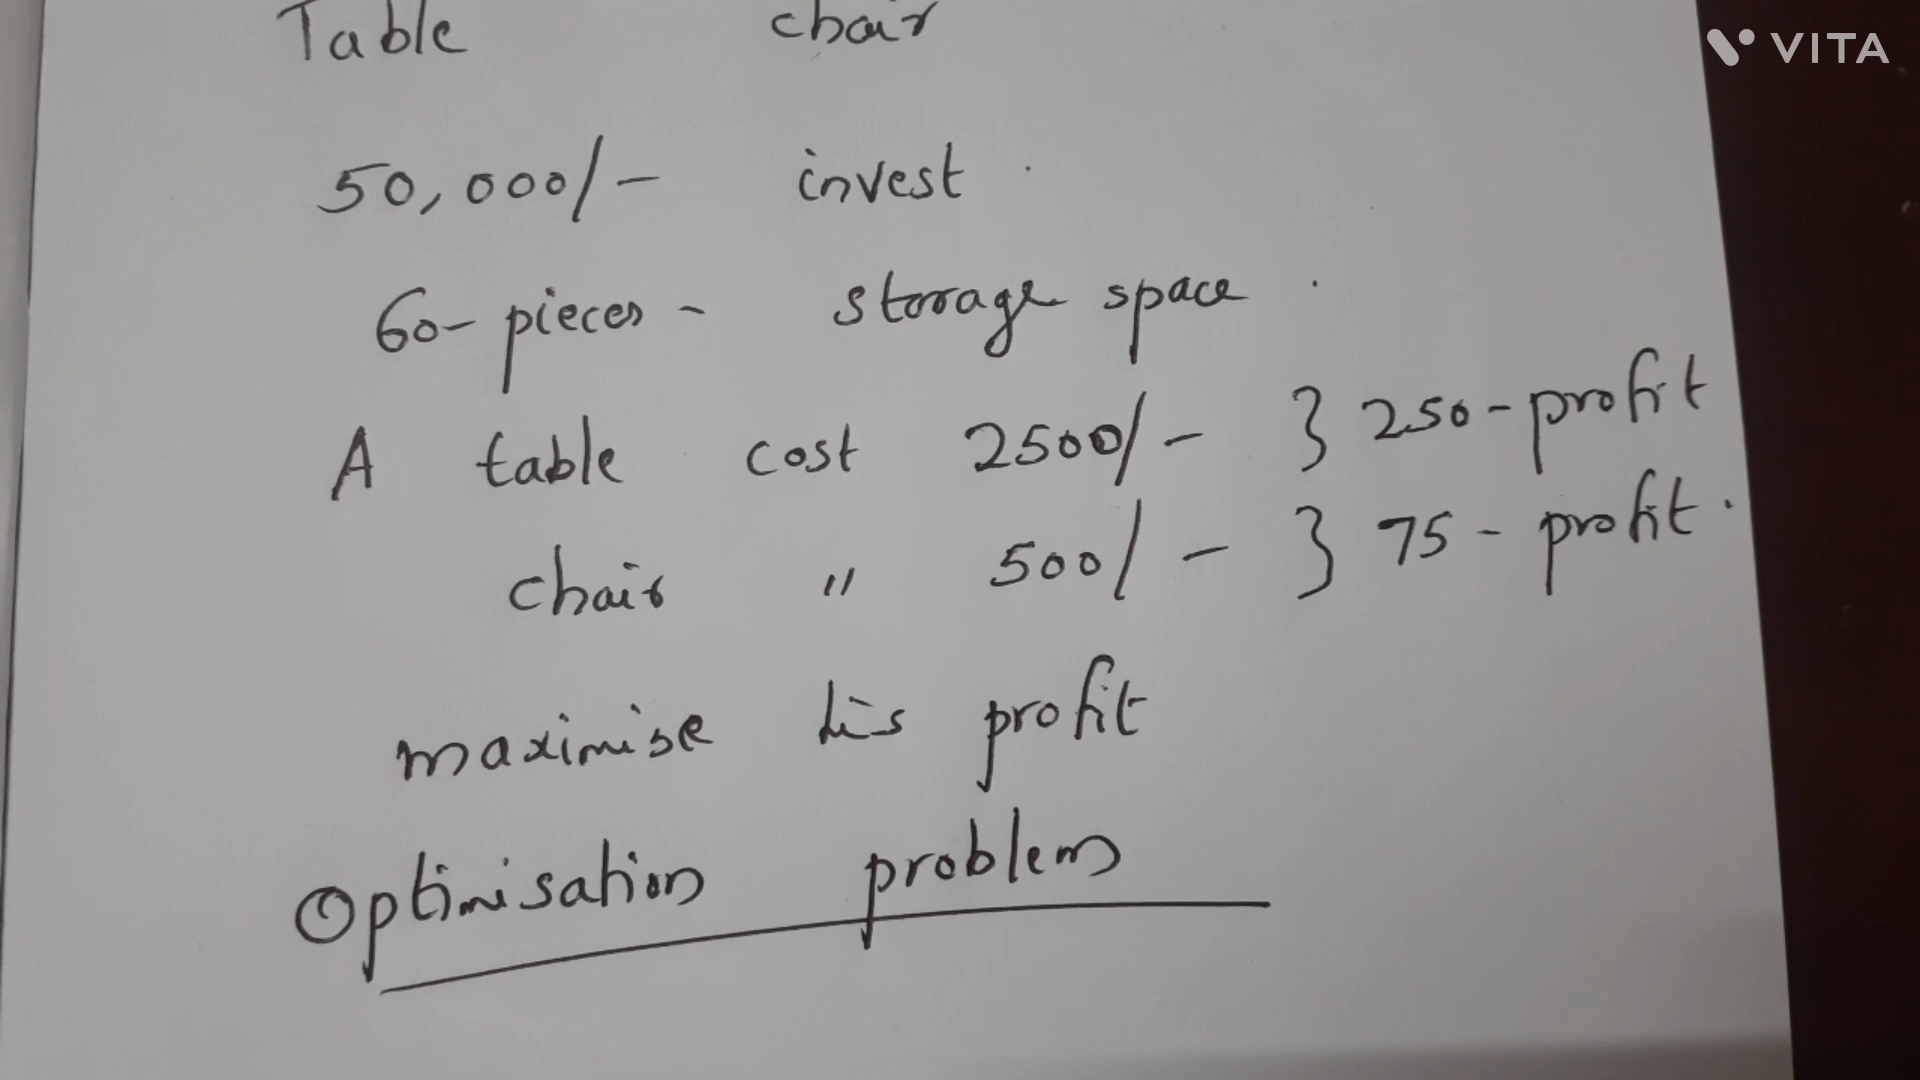 Table chair
VITA
50,000/- invest .
60- pieces - storage space .
A table cost 2500/- } 250 - profit
chair " 500/- } 75 - profit .
maximise his profit
Optimisation problem